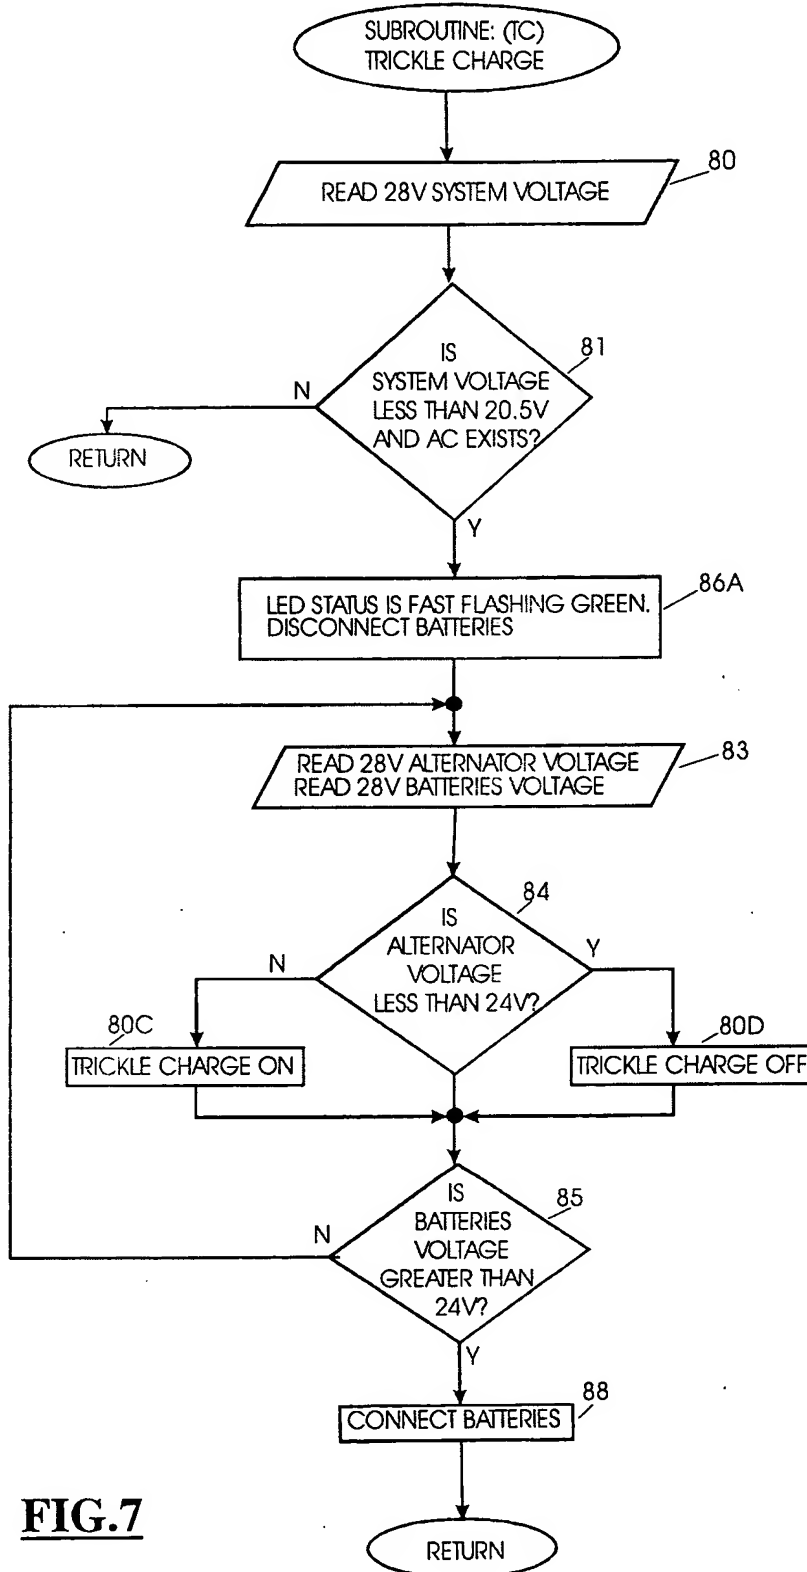 SUBROUTINE: (TC)
TRICKLE CHARGE
80
READ 28V SYSTEM VOLTAGE
81
IS
SYSTEM VOLTAGE
LESS THAN 20.5V
AND AC EXISTS?
N
RETURN
Y
86A
LED STATUS IS FAST FLASHING GREEN.
DISCONNECT BATTERIES
83
READ 28V ALTERNATOR VOLTAGE
READ 28V BATTERIES VOLTAGE
84
IS
ALTERNATOR
VOLTAGE
LESS THAN 24V?
N
Y
80C
TRICKLE CHARGE ON
80D
TRICKLE CHARGE OFF
85
IS
BATTERIES
VOLTAGE
GREATER THAN
24V?
N
Y
88
CONNECT BATTERIES
RETURN
FIG.7